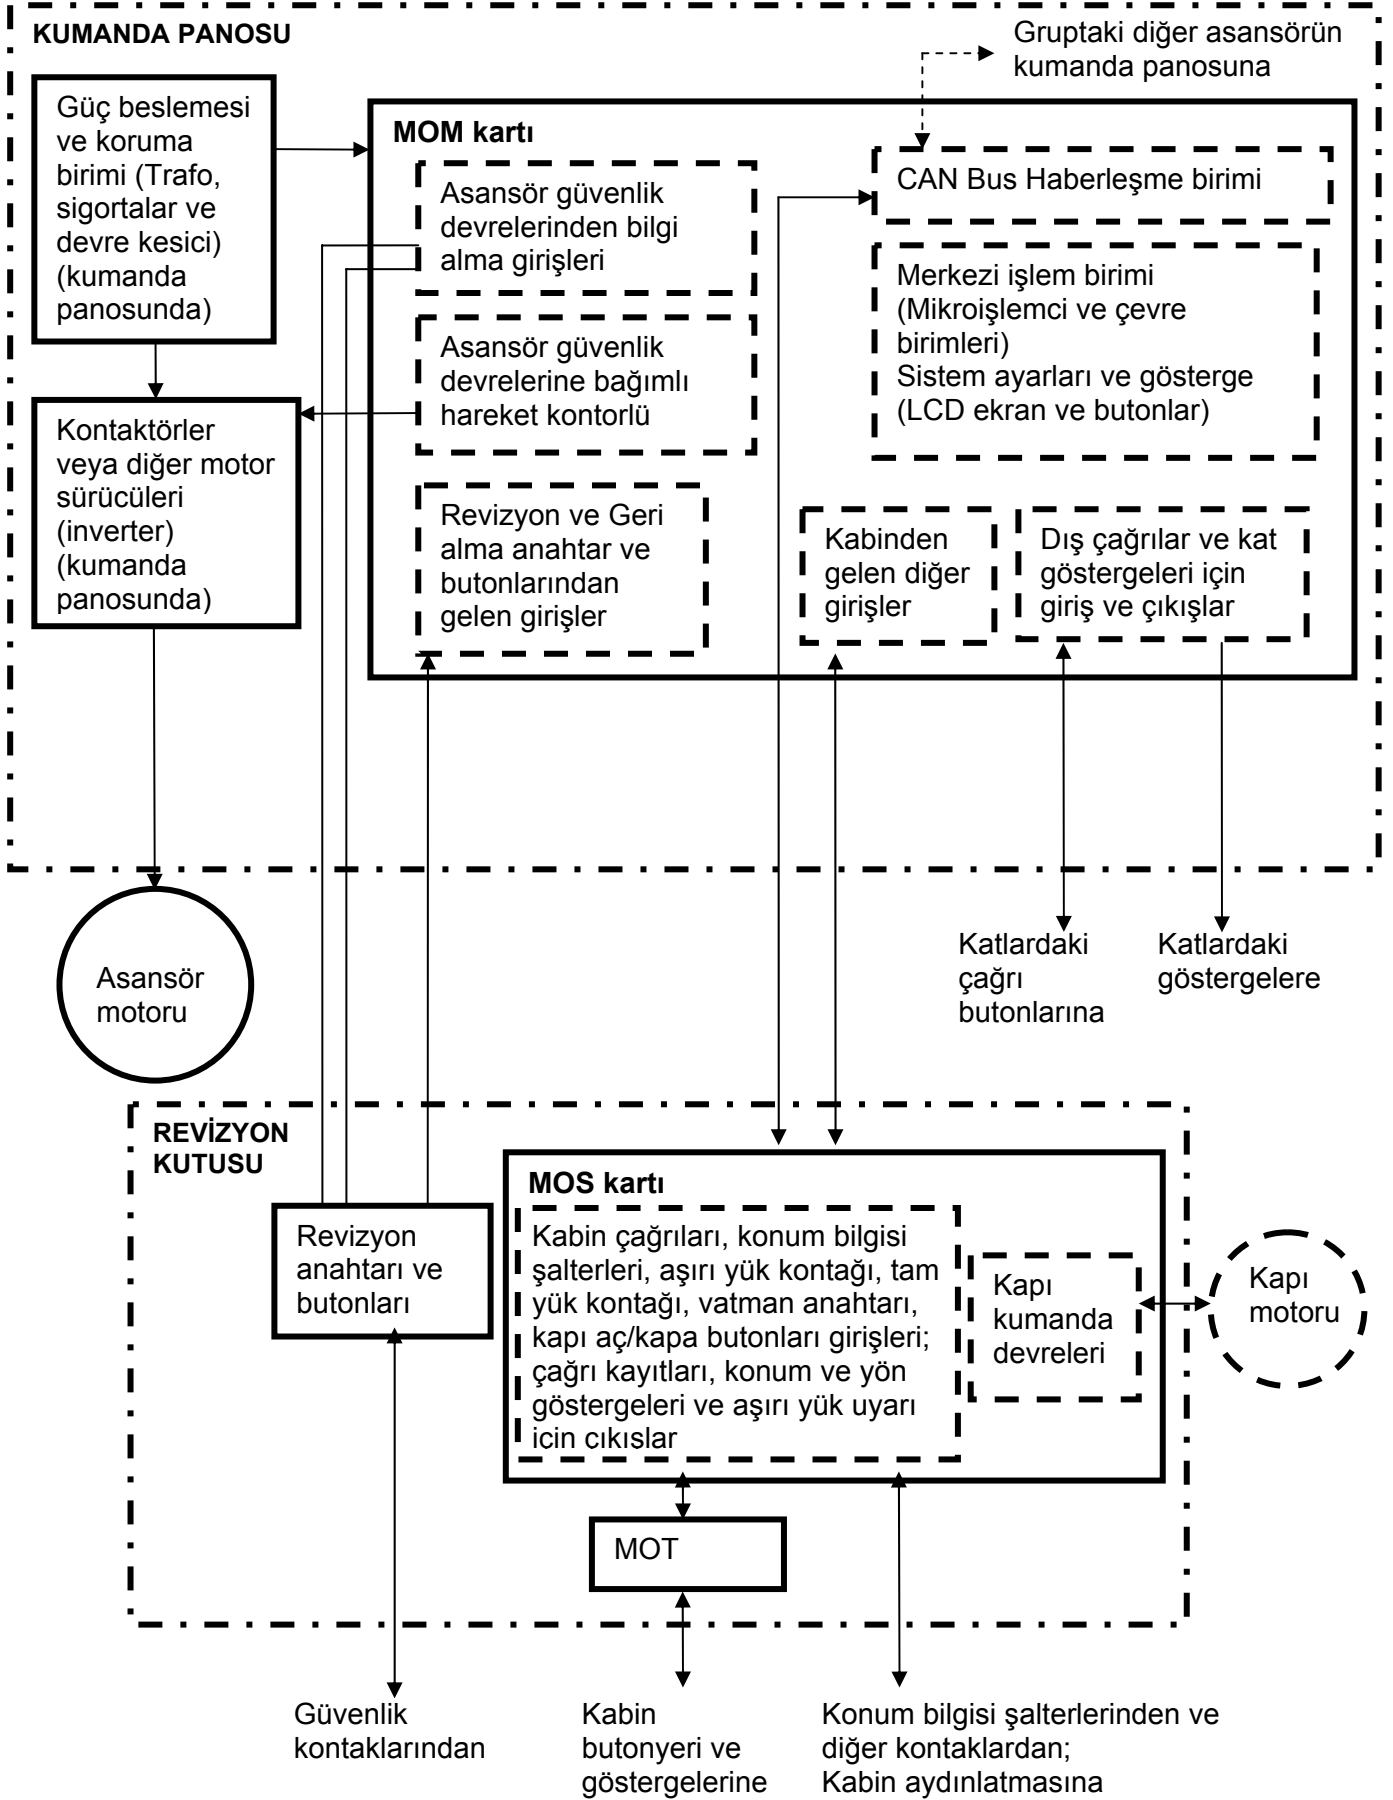 KUMANDA PANOSU
Gruptaki diğer asansörün
kumanda panosuna
Güç beslemesi
ve koruma
birimi (Trafo,
sigortalar ve
devre kesici)
(kumanda
panosunda)
MOM kartı
Asansör güvenlik
devrelerinden bilgi
alma girişleri
CAN Bus Haberleşme birimi
Merkezi işlem birimi
(Mikroişlemci ve çevre
birimleri)
Sistem ayarları ve gösterge
(LCD ekran ve butonlar)
Asansör güvenlik
devrelerine bağımlı
hareket kontorlü
Kontaktörler
veya diğer motor
sürücüleri
(inverter)
(kumanda
panosunda)
Revizyon ve Geri
alma anahtar ve
butonlarından
gelen girişler
Kabinden
gelen diğer
girişler
Dış çağrılar ve kat
göstergeleri için
giriş ve çıkışlar
Asansör
motoru
Katlardaki
çağrı
butonlarına
Katlardaki
göstergelere
REVİZYON
KUTUSU
MOS kartı
Revizyon
anahtarı ve
butonları
Kabin çağrıları, konum bilgisi
şalterleri, aşırı yük kontağı, tam
yük kontağı, vatman anahtarı,
kapı aç/kapa butonları girişleri;
çağrı kayıtları, konum ve yön
göstergeleri ve aşırı yük uyarı
icin cıkıslar
Kapı
kumanda
devreleri
Kapı
motoru
MOT
Güvenlik
kontaklarından
Kabin
butonyeri ve
göstergelerine
Konum bilgisi şalterlerinden ve
diğer kontaklardan;
Kabin aydınlatmasına